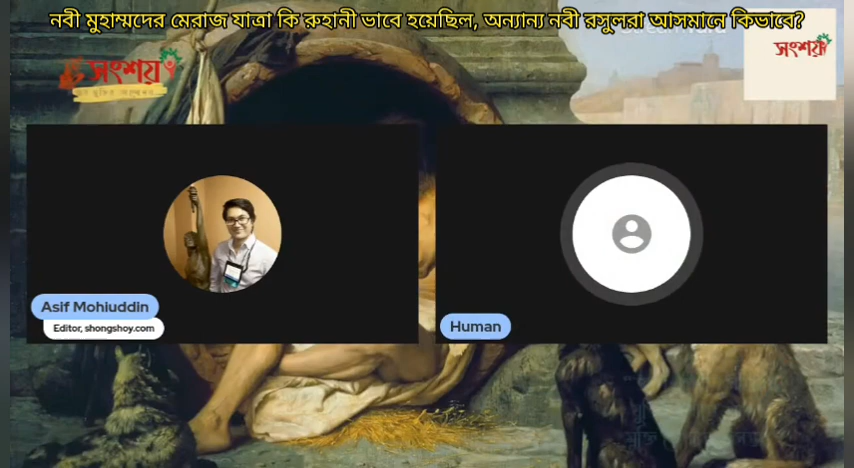 নবী মুহাম্মদের মেরাজ যাত্রা কি রুহানী ভাবে হয়েছিল, অন্যান্য নবী রসুলরা আসমানে কিভাবে?
সংশয়
সংশয়
Asif Mohiuddin
Editor, shongshoy.com
Human